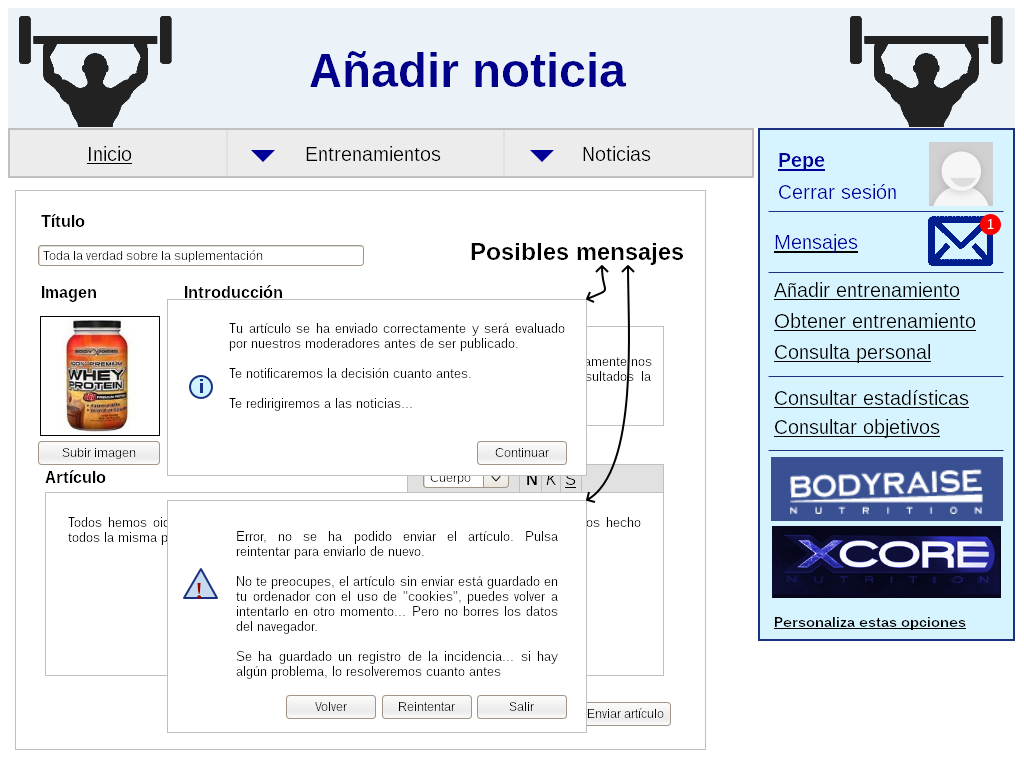 Añadir noticia
Inicio
Entrenamientos
Noticias
Pepe
Cerrar sesión
Mensajes
1
Añadir entrenamiento
Obtener entrenamiento
Consulta personal
Consultar estadísticas
Consultar objetivos
BODYRAISE
NUTRITION
XCORE
NUTRITION
Personaliza estas opciones
Título
Toda la verdad sobre la suplementación
Posibles mensajes
Imagen
Introducción
100% PREMIUM
WHEY
PROTEIN
Subir imagen
Tu artículo se ha enviado correctamente y será evaluado
por nuestros moderadores antes de ser publicado.
Te notificaremos la decisión cuanto antes.
Te redirigiremos a las noticias...
Continuar
nos
la
Artículo
Cuerpo
N K S
Todos hemos
todos la misma
hecho
Error, no se ha podido enviar el artículo. Pulsa
reintentar para enviarlo de nuevo.
No te preocupes, el artículo sin enviar está guardado en
tu ordenador con el uso de "cookies", puedes volver a
intentarlo en otro momento... Pero no borres los datos
del navegador.
Se ha guardado un registro de la incidencia... si hay
algún problema, lo resolveremos cuanto antes
Volver
Reintentar
Salir
Enviar artículo